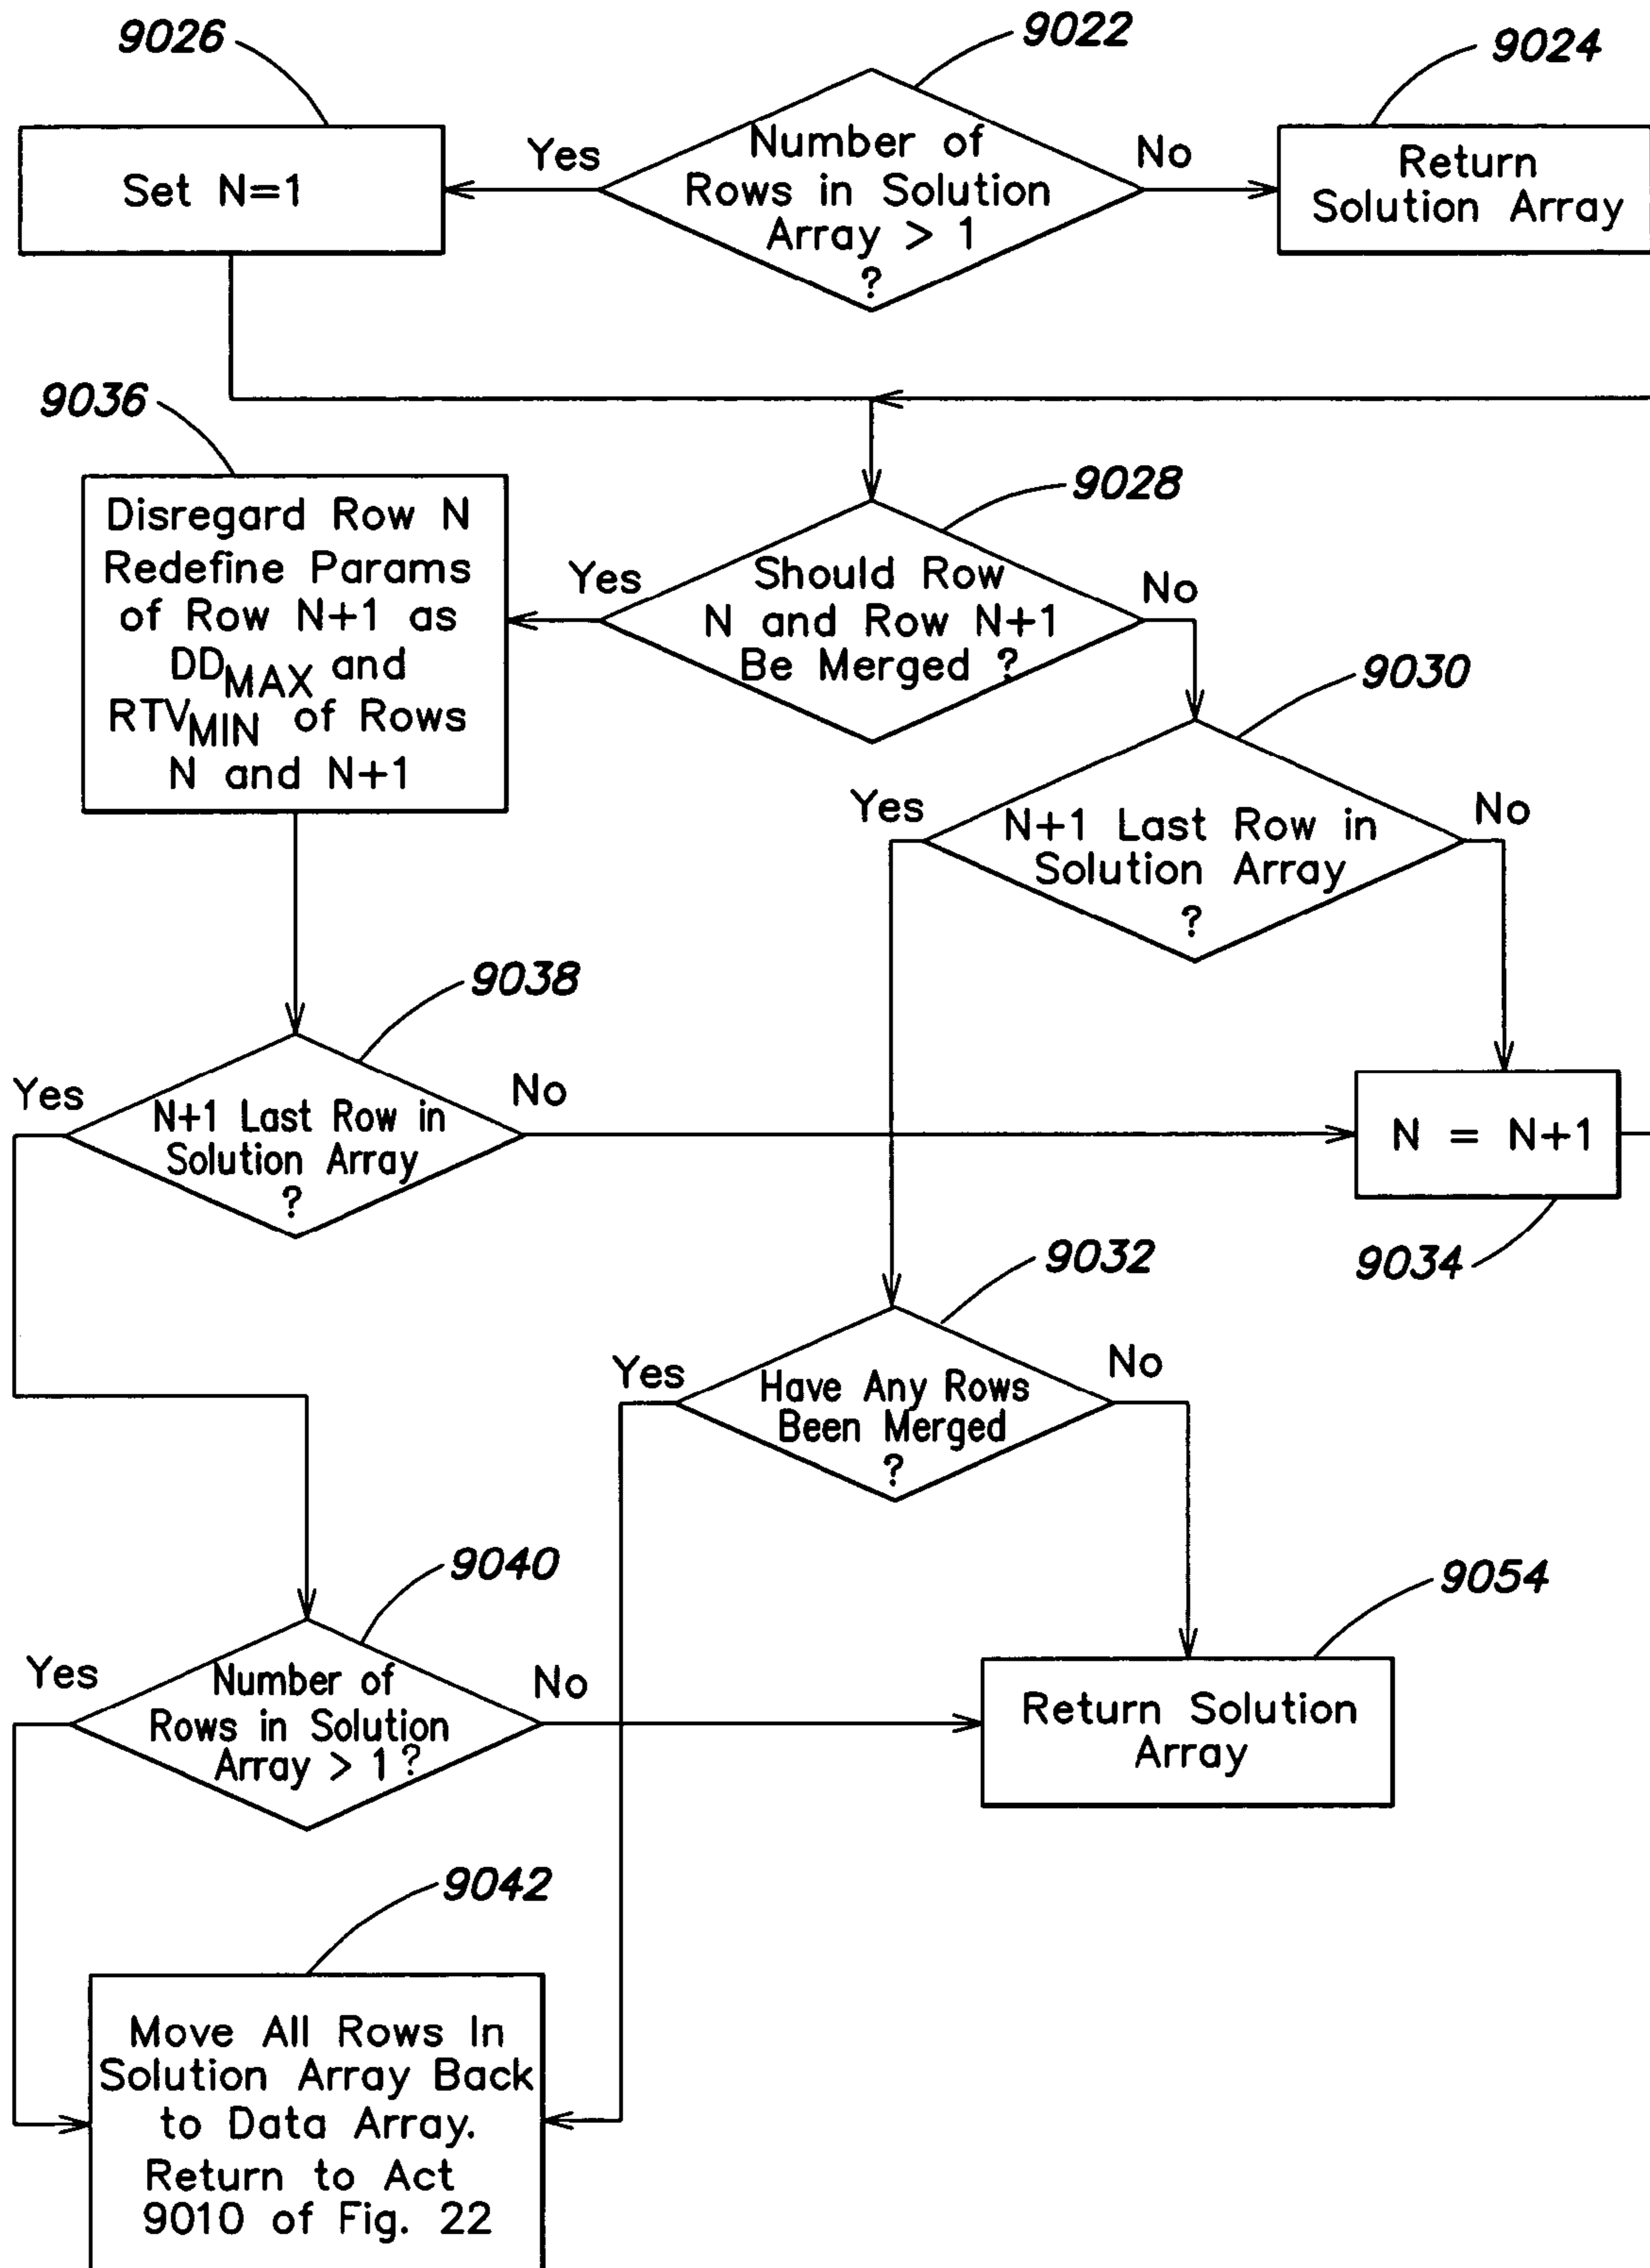 9026
9022
9024
Set N=1
Yes
Number of
Rows in Solution
Array > 1
?
No
Return
Solution Array
9036
Disregard Row N
Redefine Params
of Row N+1 as
DDMAX and
RTVMIN of Rows
N and N+1
Yes
9028
Should Row
N and Row N+1
Be Merged ?
No
9030
Yes
N+1 Last Row in
Solution Array
?
No
9038
Yes
N+1 Last Row in
Solution Array
?
No
N = N+1
9034
9032
Yes
Have Any Rows
Been Merged
?
No
9040
Yes
Number of
Rows in Solution
Array > 1?
No
9054
Return Solution
Array
9042
Move All Rows In
Solution Array Back
to Data Array.
Return to Act
9010 of Fig. 22